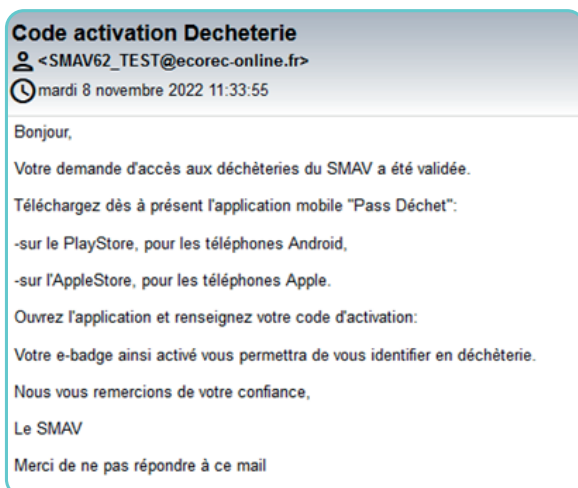 Code activation Decheterie
<SMAV62_TEST@ecorec-online.fr>
mardi 8 novembre 2022 11:33:55
Bonjour,
Votre demande d'accès aux déchèteries du SMAV a été validée.
Téléchargez dès à présent l'application mobile "Pass Déchet":
-sur le PlayStore, pour les téléphones Android,
-sur l'AppleStore, pour les téléphones Apple.
Ouvrez l'application et renseignez votre code d'activation:
Votre e-badge ainsi activé vous permettra de vous identifier en déchèterie.
Nous vous remercions de votre confiance,
Le SMAV
Merci de ne pas répondre à ce mail